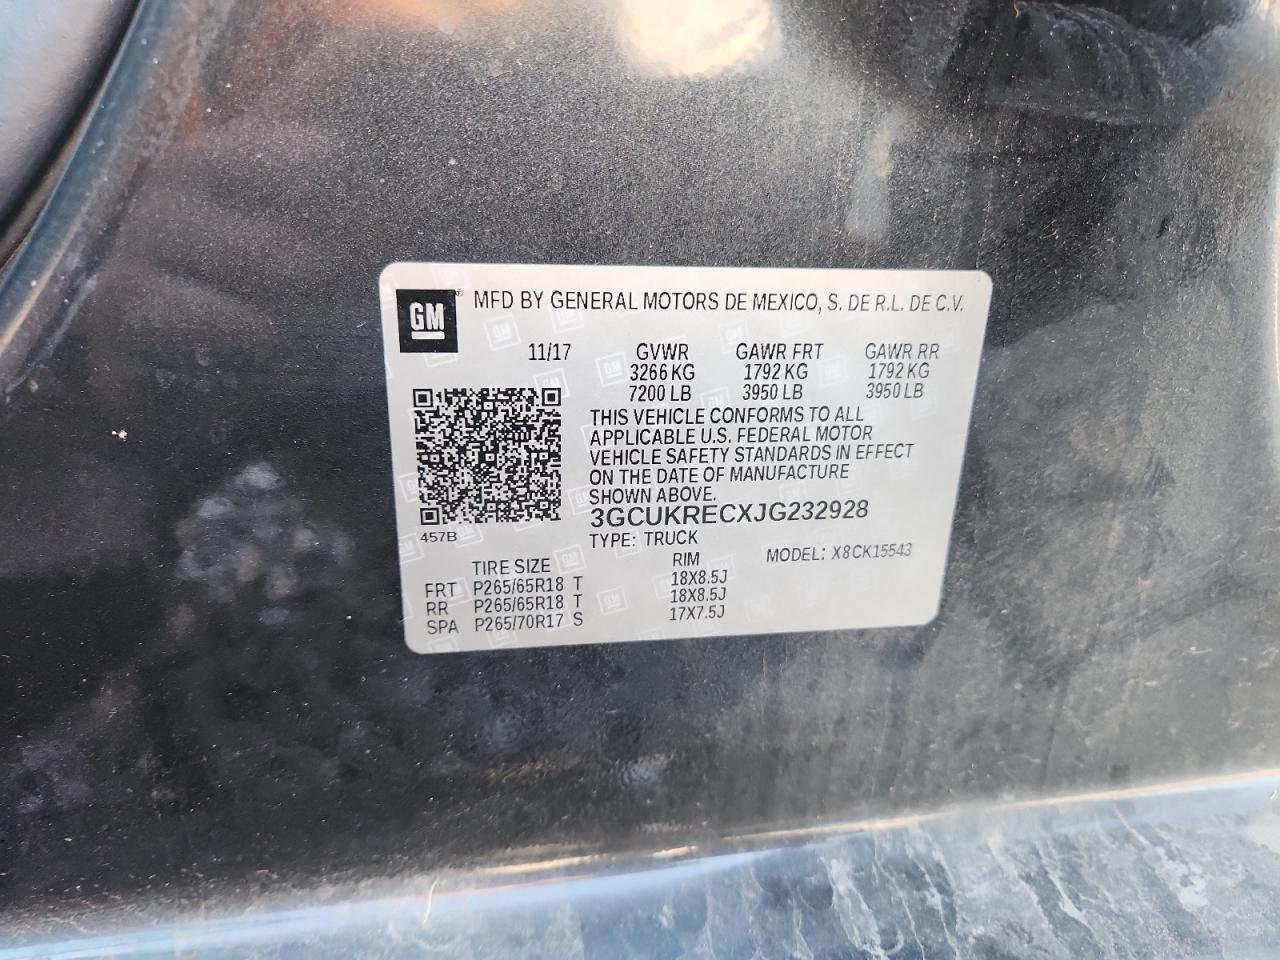 GM ® MFD BY GENERAL MOTORS DE MEXICO, S. DE R.L. DE C.V.
11/17 GVWR GAWR FRT GAWR RR
3266 KG 1792 KG 1792 KG
7200 LB 3950 LB 3950 LB
THIS VEHICLE CONFORMS TO ALL
APPLICABLE U.S. FEDERAL MOTOR
VEHICLE SAFETY STANDARDS IN EFFECT
ON THE DATE OF MANUFACTURE
SHOWN ABOVE.
3GCUKRECXJG232928
457B
TYPE: TRUCK
MODEL: X8CK15543
TIRE SIZE RIM
FRT P265/65R18 T 18X8.5J
RR P265/65R18 T 18X8.5J
SPA P265/70R17 S 17X7.5J